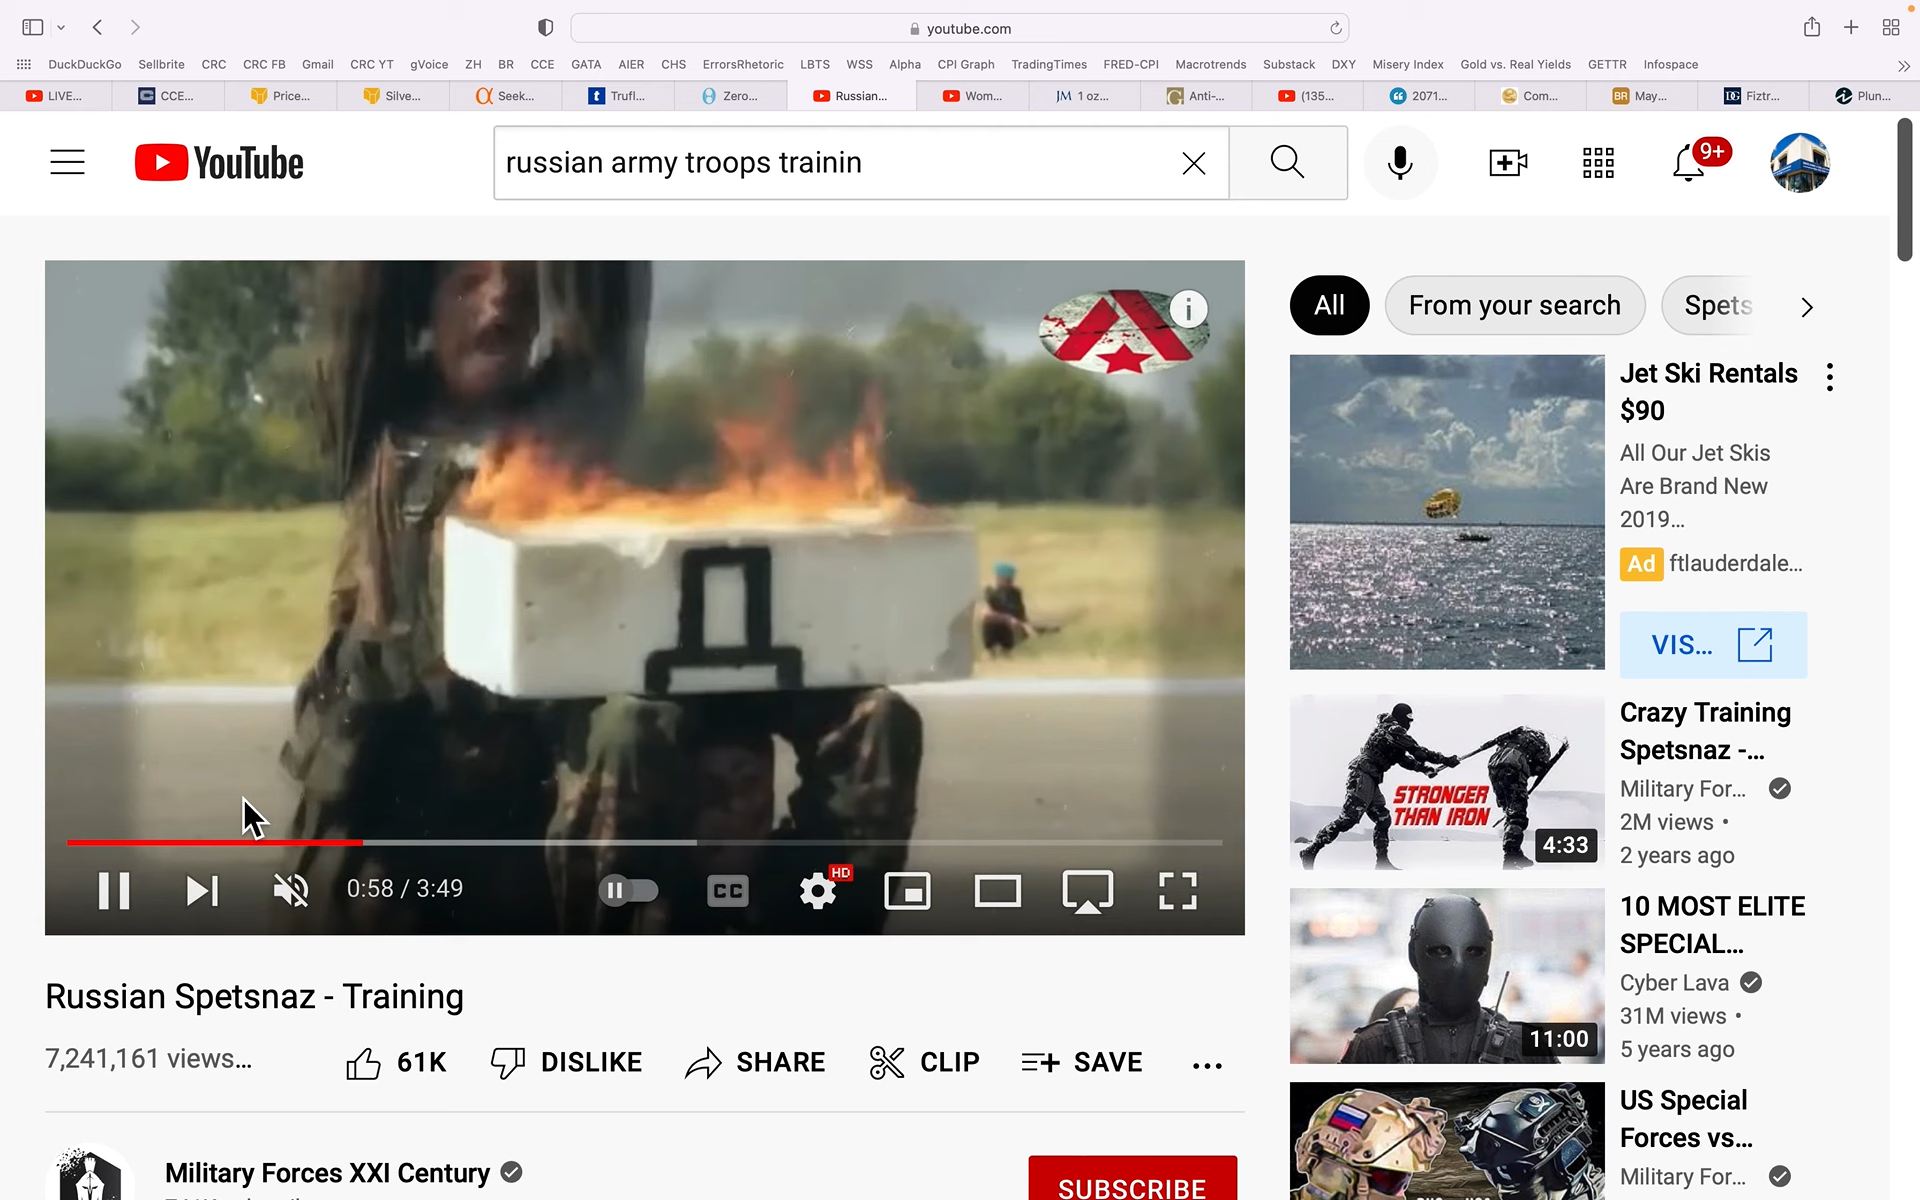 youtube.com
DuckDuckGo Sellbrite CRC CRC FB Gmail CRC YT gVoice ZH BR CCE GATA AIER CHS ErrorsRhetoric LBTS WSS Alpha CPI Graph TradingTimes FRED-CPI Macrotrends Substack DXY Misery Index Gold vs. Real Yields GETTR Infospace
LIVE... CCE... Price... Silve... Seek... Trufl... Zero... Russian... Wom... JM 1 oz... Anti-... (135... 2071... Com... BR May... DG Fiztr... Plun...
YouTube
russian army troops trainin
9+
All
From your search
Spets
Jet Ski Rentals
$90
All Our Jet Skis
Are Brand New
2019...
Ad ftlauderdale...
VIS...
STRONGER
THAN IRON
4:33
Crazy Training
Spetsnaz -...
Military For...
2M views •
2 years ago
0:58 / 3:49
CC
HD
11:00
10 MOST ELITE
SPECIAL...
Cyber Lava
31M views •
5 years ago
Russian Spetsnaz - Training
7,241,161 views...
61K
DISLIKE
SHARE
CLIP
SAVE
US Special
Forces vs...
Military For...
Military Forces XXI Century
SUBSCRIBE